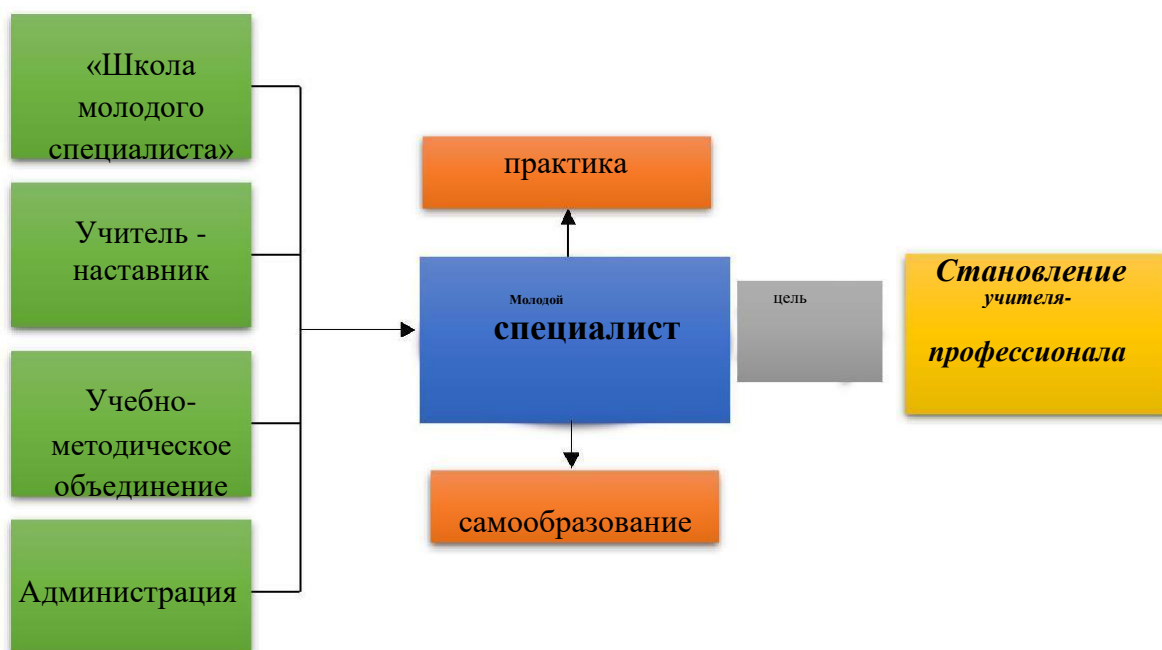 «Школа
молодого
специалиста»
Учитель -
наставник
Учебно-
методическое
объединение
Администрация
практика
Молодой
специалист
самообразование
цель
Становление
учителя-
профессионала